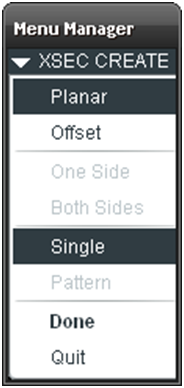 Menu Manager
XSEC CREATE
Planar
Offset
One Side
Both Sides
Single
Pattern
Done
Quit